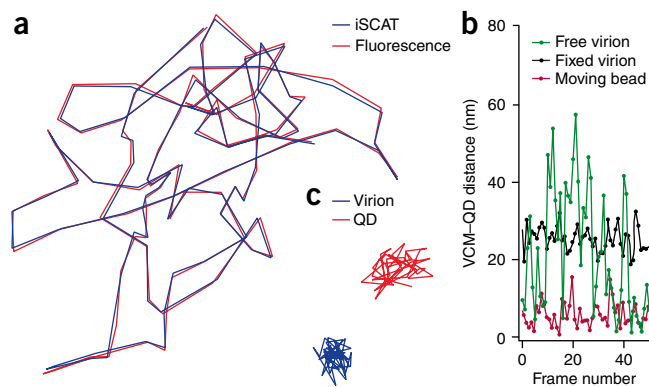 a
iSCAT
Fluorescence
c
Virion
QD
b
80
60
40
20
0
VCM–QD distance (nm)
Free virion
Fixed virion
Moving bead
0 20 40
Frame number